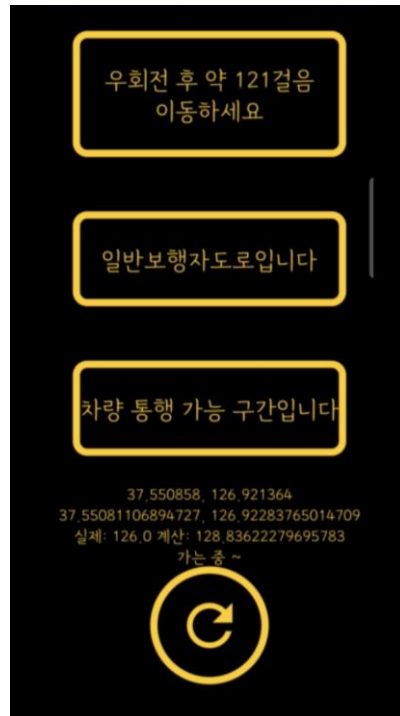 우회전 후 약 121걸음
이동하세요
일반보행자도로입니다
차량 통행 가능 구간입니다
37.550858, 126.921364
37.55081106894727, 126.92283765014709
실제: 126.0 계산: 128.83622279695783
가는 중 ~